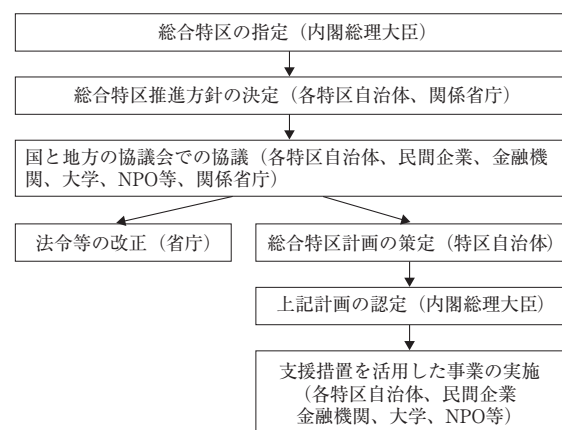 総合特区の指定（内閣総理大臣）
総合特区推進方針の決定（各特区自治体、関係省庁）
国と地方の協議会での協議（各特区自治体、民間企業、金融機
関、大学、NPO等、関係省庁）
法令等の改正（省庁）
総合特区計画の策定（特区自治体）
上記計画の認定（内閣総理大臣）
支援措置を活用した事業の実施
（各特区自治体、民間企業
金融機関、大学、NPO等）